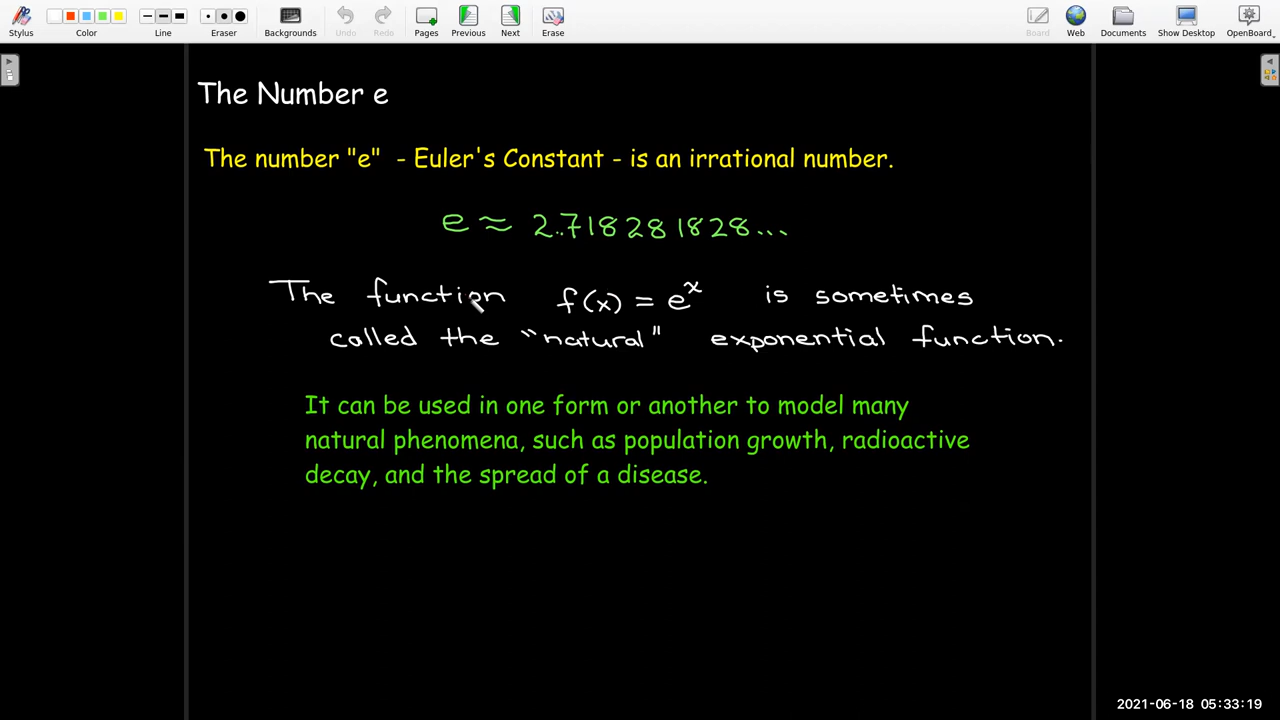 Stylus
Color
Line
Eraser
Backgrounds
Undo
Redo
Pages
Previous
Next
Erase
Board
Web
Documents
Show Desktop
OpenBoard
The Number e
The number "e" - Euler's Constant - is an irrational number.
e ≈ 2.718281828...
The function f(x) = e^x is sometimes
called the "natural" exponential function.
It can be used in one form or another to model many
natural phenomena, such as population growth, radioactive
decay, and the spread of a disease.
2021-06-18 05:33:19